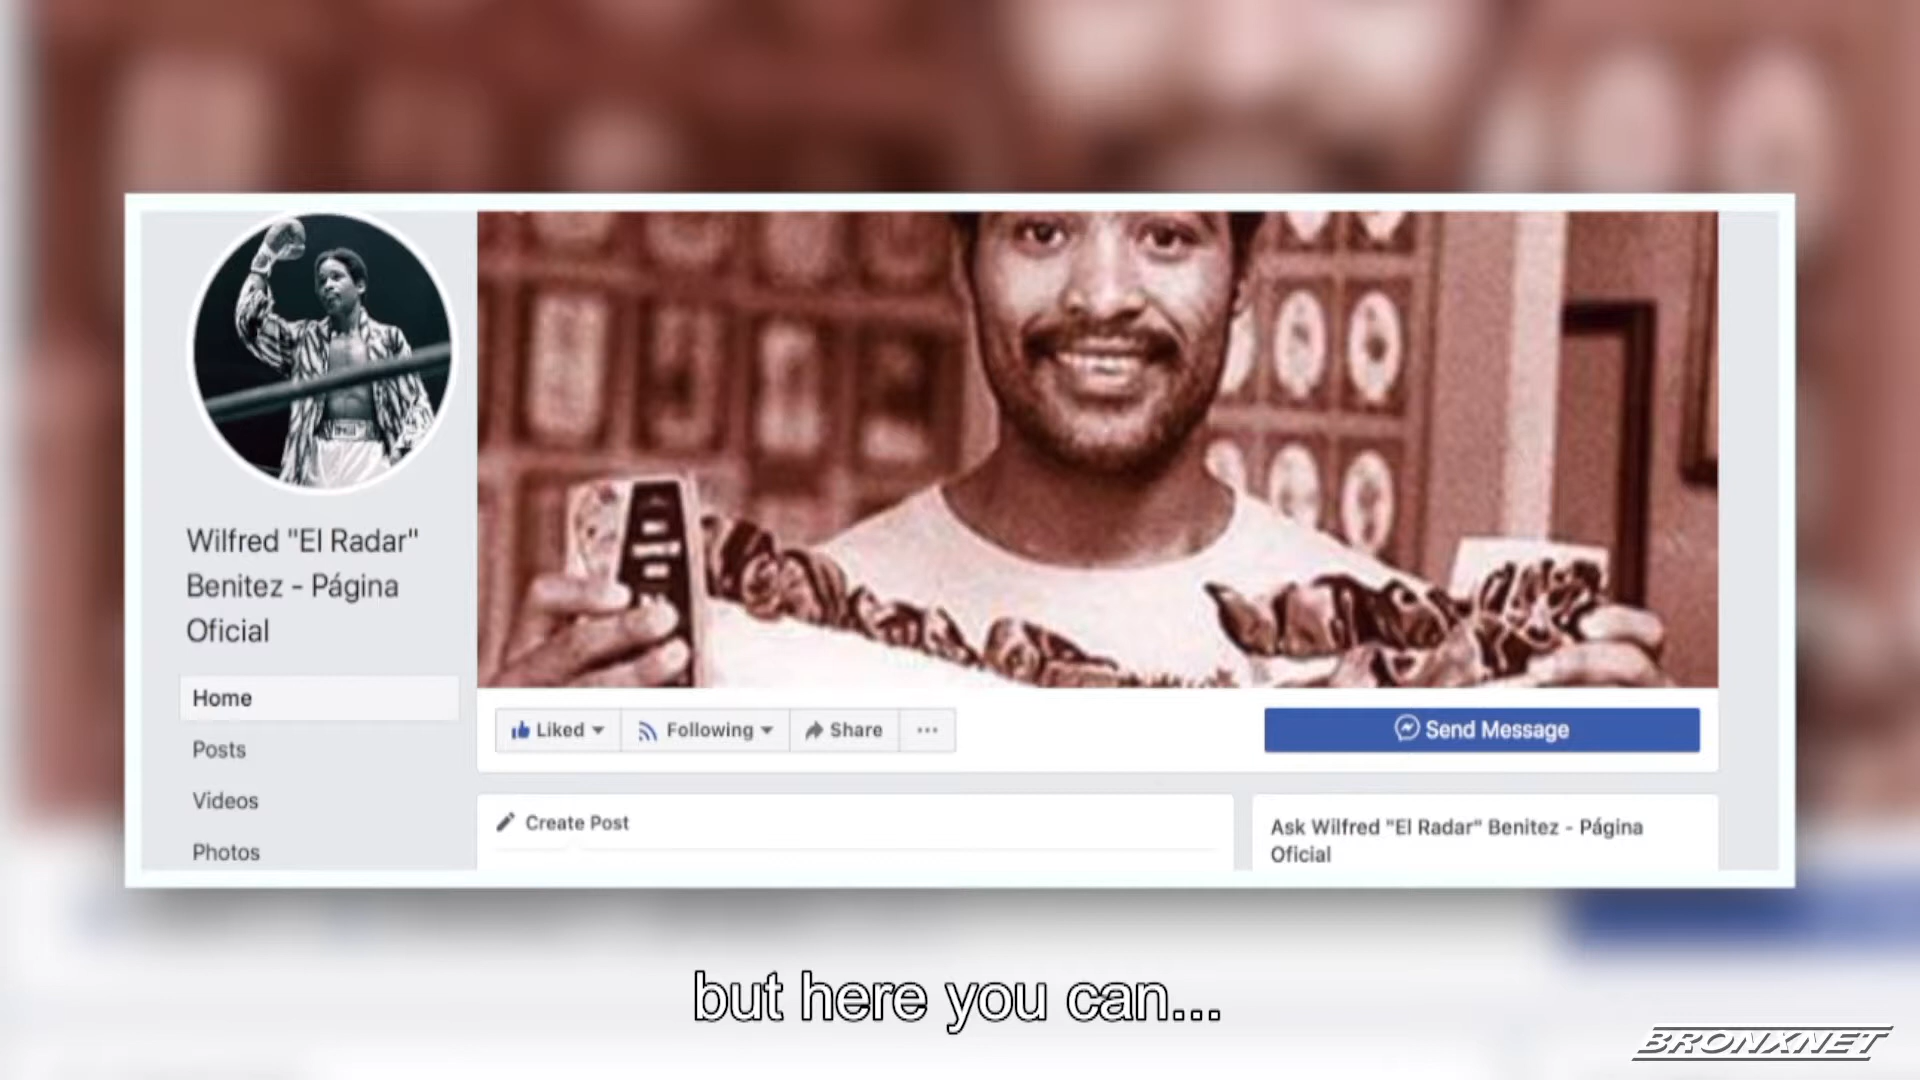 Wilfred "El Radar"
Benitez - Página
Oficial
Home
Posts
Videos
Photos
Liked
Following
Share
Send Message
Create Post
Ask Wilfred "El Radar" Benitez - Página
Oficial
but here you can...
BRONXNET